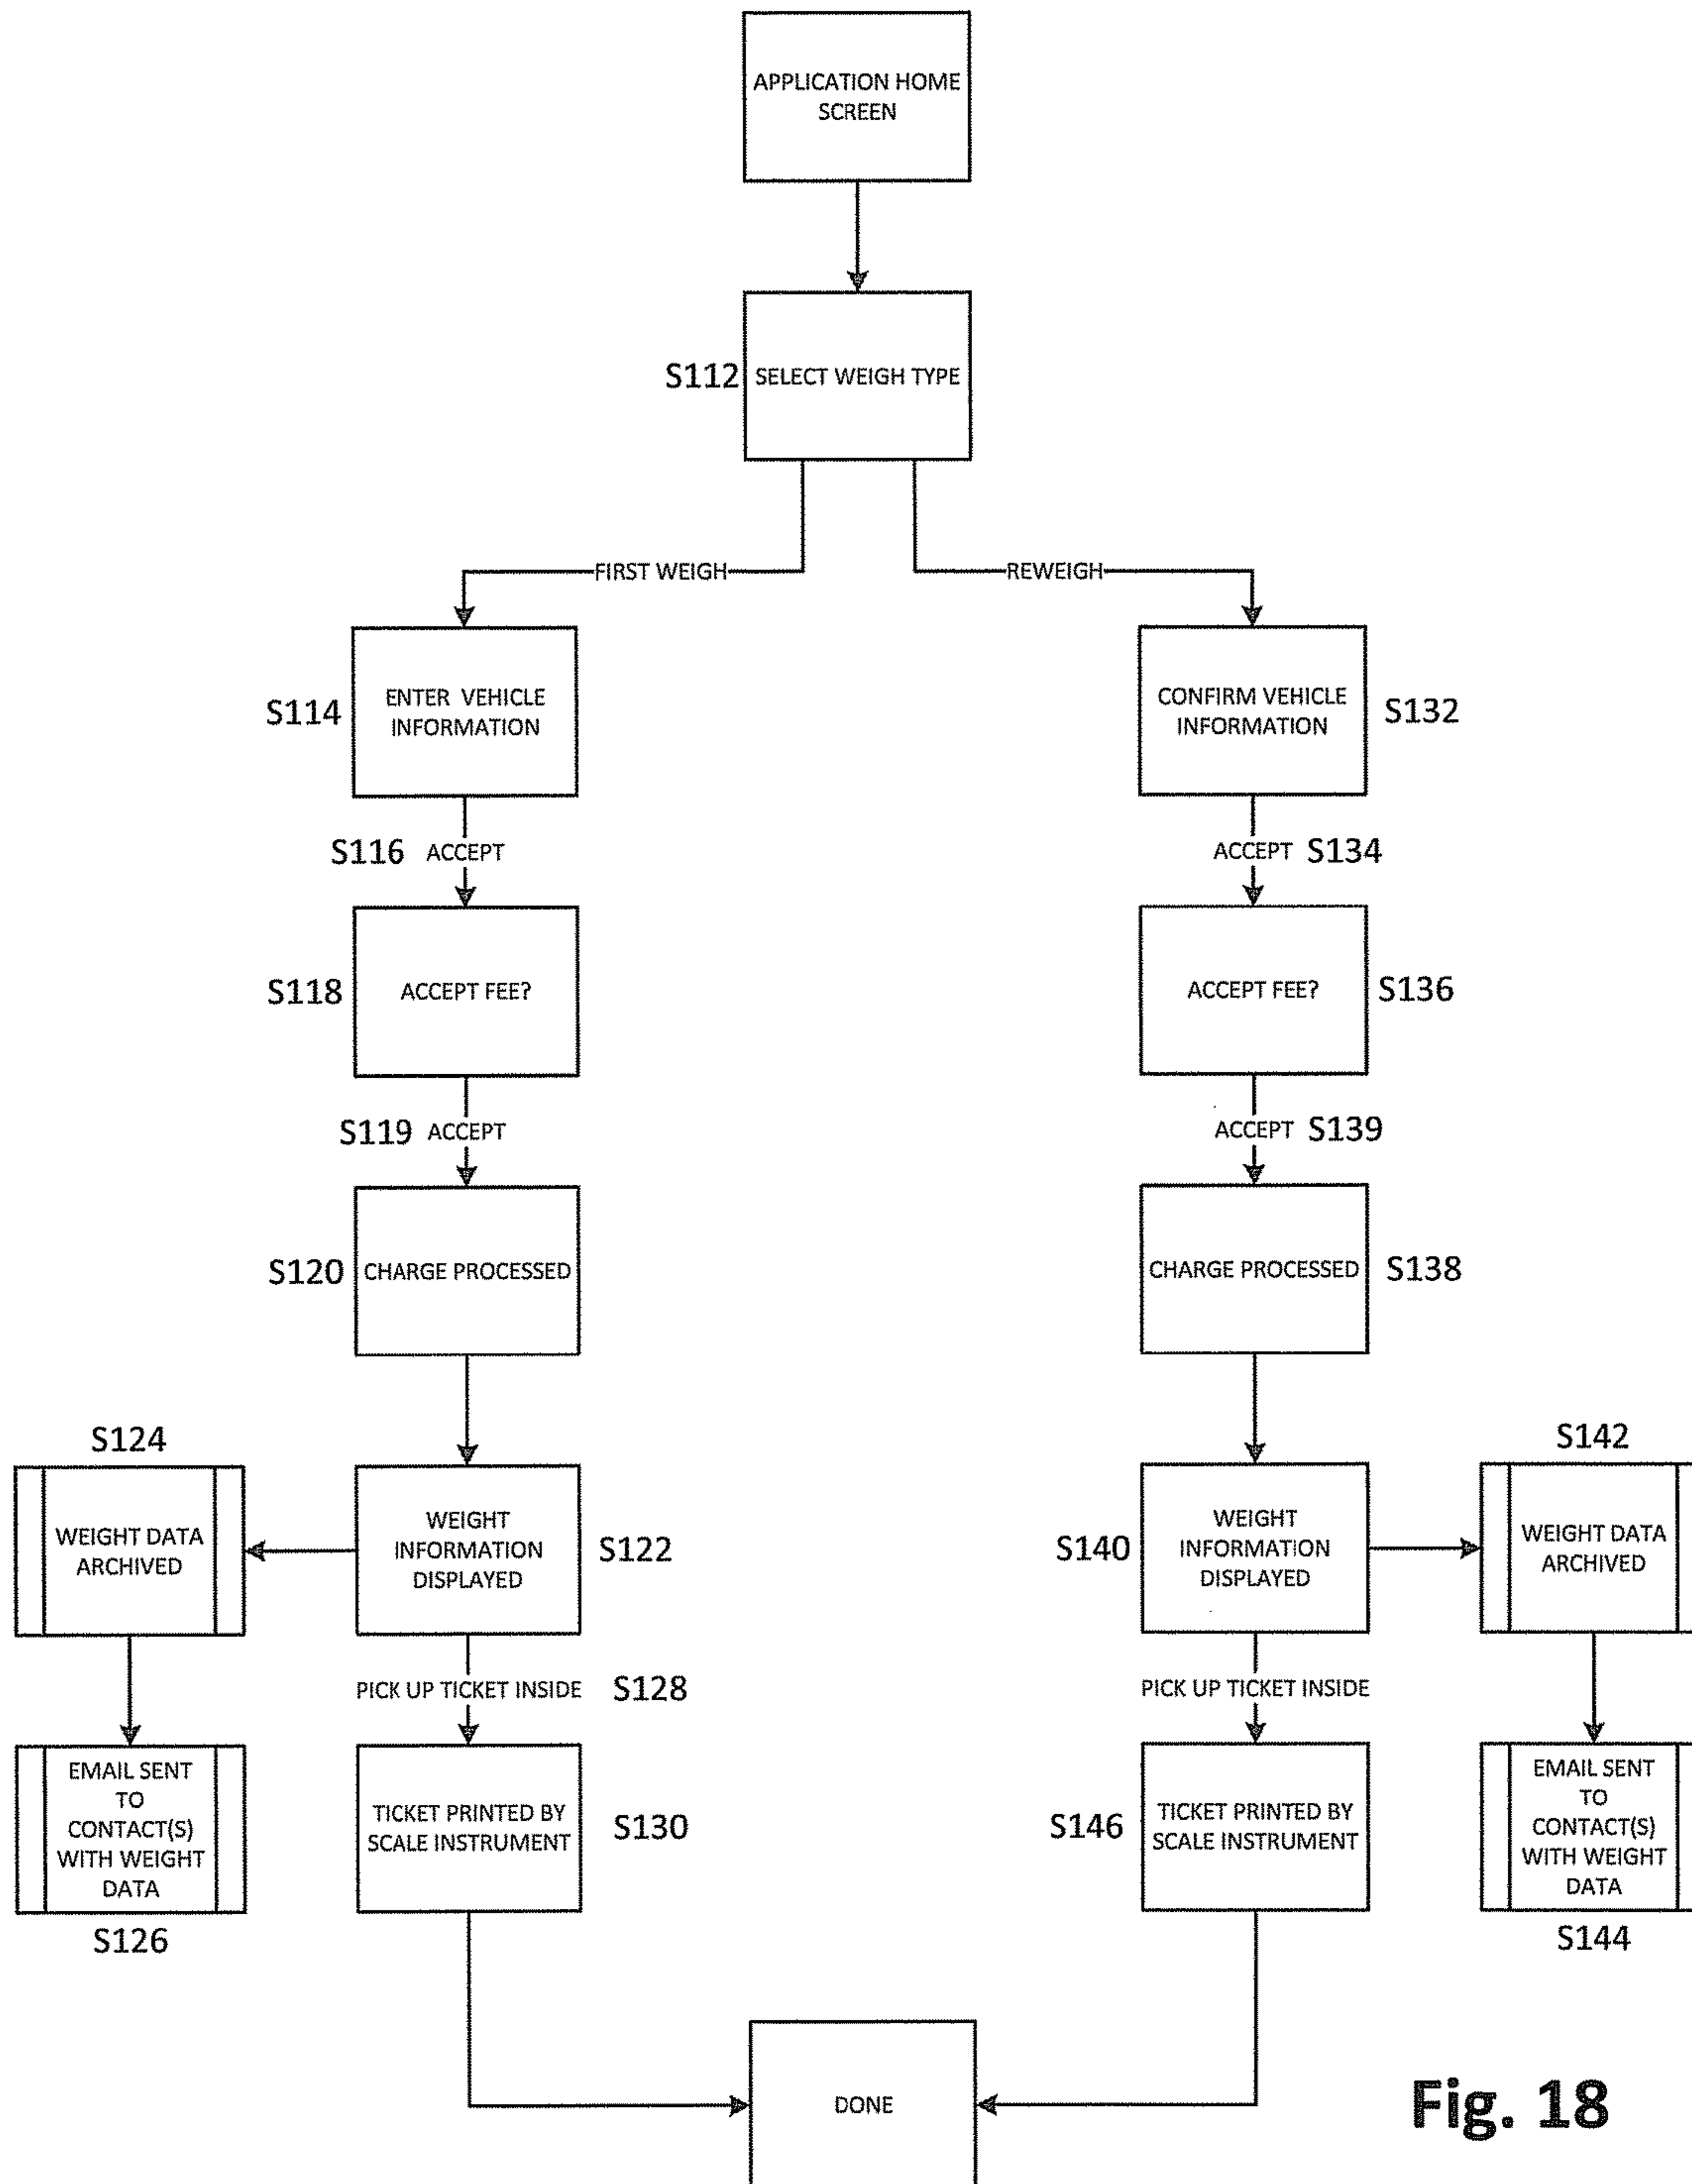 APPLICATION HOME
SCREEN
S112
SELECT WEIGH TYPE
FIRST WEIGH
REWEIGH
S114
ENTER VEHICLE
INFORMATION
CONFIRM VEHICLE
INFORMATION
S132
S116 ACCEPT
ACCEPT S134
S118
ACCEPT FEE?
ACCEPT FEE?
S136
S119 ACCEPT
ACCEPT S139
S120
CHARGE PROCESSED
CHARGE PROCESSED
S138
S124
WEIGHT DATA
ARCHIVED
WEIGHT
INFORMATION
DISPLAYED
S122
S140
WEIGHT
INFORMATION
DISPLAYED
S142
WEIGHT DATA
ARCHIVED
PICK UP TICKET INSIDE
S128
PICK UP TICKET INSIDE
EMAIL SENT
TO
CONTACT(S)
WITH WEIGHT
DATA
S126
TICKET PRINTED BY
SCALE INSTRUMENT
S130
S146
TICKET PRINTED BY
SCALE INSTRUMENT
EMAIL SENT
TO
CONTACT(S)
WITH WEIGHT
DATA
S144
DONE
Fig. 18